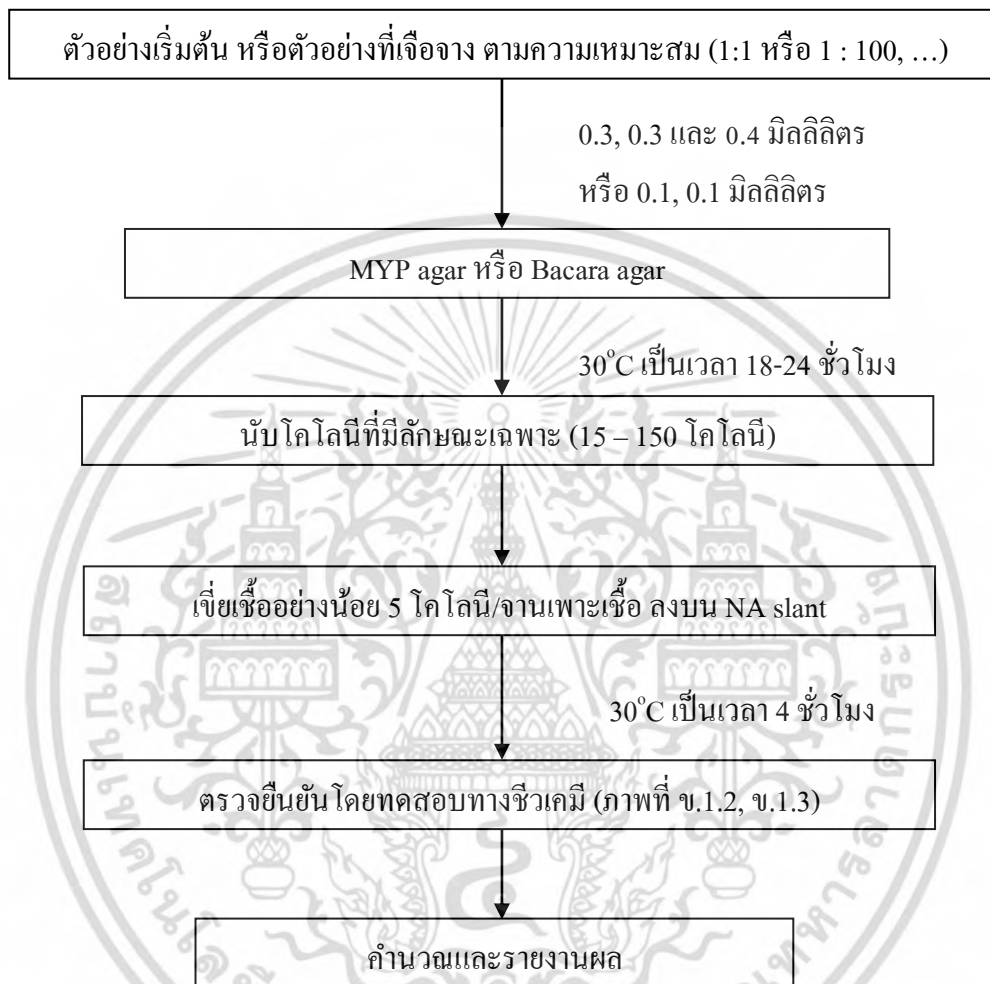 ตัวอย่างเริ่มต้น หรือตัวอย่างที่เจือจาง ตามความเหมาะสม (1:1 หรือ 1 : 100, …)
0.3, 0.3 และ 0.4 มิลลิลิตร
หรือ 0.1, 0.1 มิลลิลิตร
MYP agar หรือ Bacara agar
30°C เป็นเวลา 18-24 ชั่วโมง
นับโคโลนีที่มีลักษณะเฉพาะ (15 – 150 โคโลนี)
เขี่ยเชื้ออย่างน้อย 5 โคโลนี/จานเพาะเชื้อ ลงบน NA slant
30°C เป็นเวลา 4 ชั่วโมง
ตรวจยืนยันโดยทดสอบทางชีวเคมี (ภาพที่ ข.1.2, ข.1.3)
คำนวณและรายงานผล